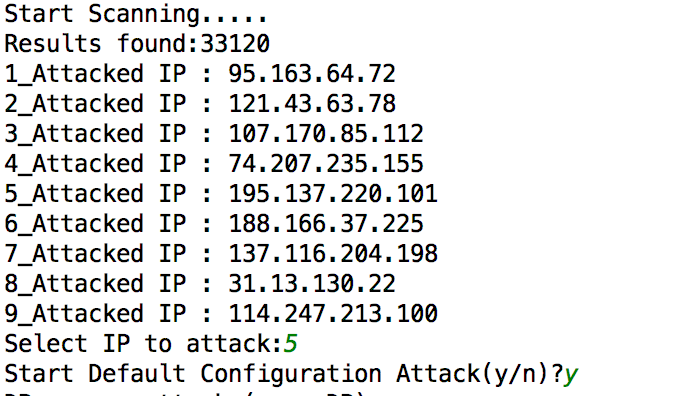 Start Scanning.....
Results found:33120
1_Attacked IP : 95.163.64.72
2_Attacked IP : 121.43.63.78
3_Attacked IP : 107.170.85.112
4_Attacked IP : 74.207.235.155
5_Attacked IP : 195.137.220.101
6_Attacked IP : 188.166.37.225
7_Attacked IP : 137.116.204.198
8_Attacked IP : 31.13.130.22
9_Attacked IP : 114.247.213.100
Select IP to attack:5
Start Default Configuration Attack(y/n)?y